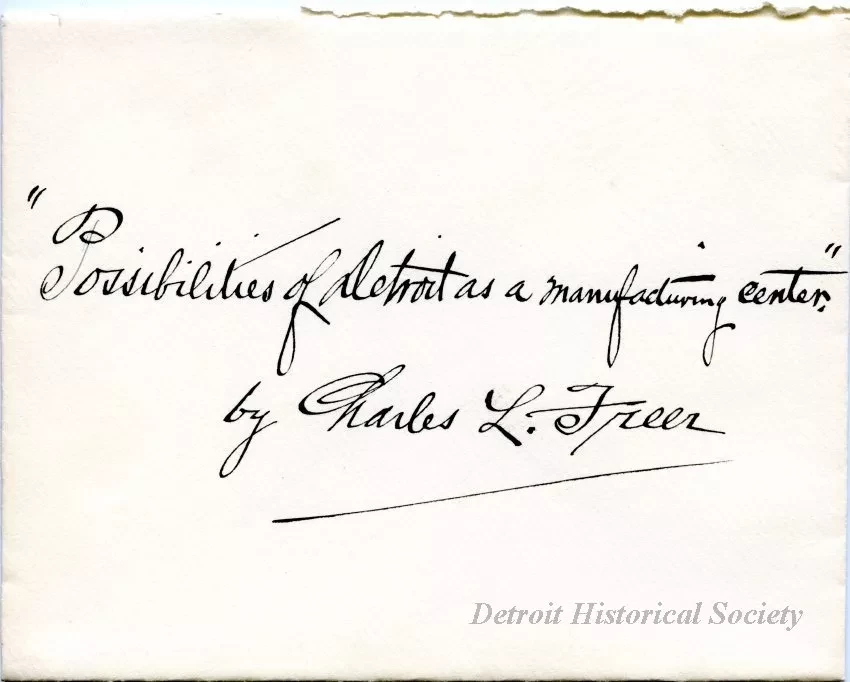 "Possibilities of Detroit as a manufacturing center."
by Charles L. Freer
Detroit Historical Society